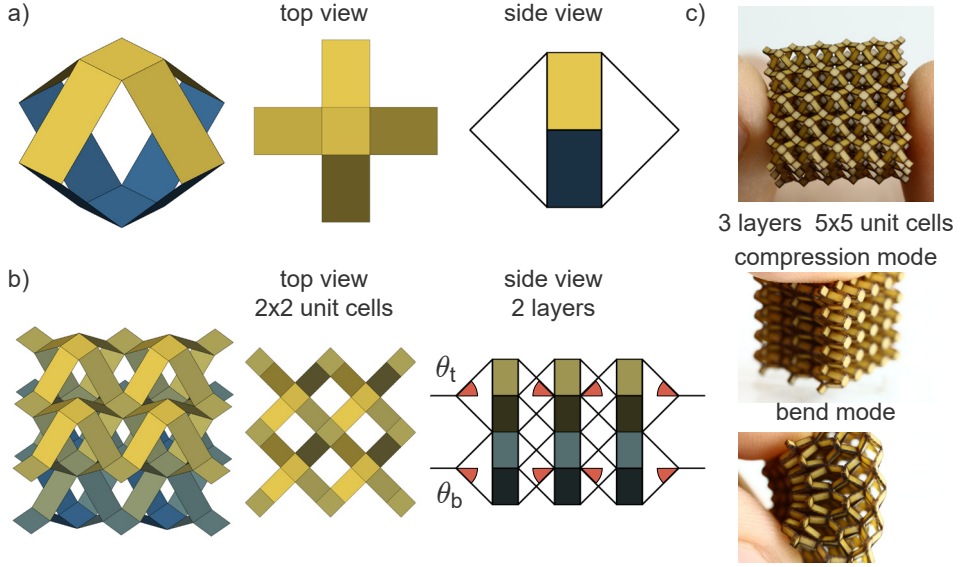 a)
top view
side view
c)
3 layers 5x5 unit cells
compression mode
b)
top view
2x2 unit cells
side view
2 layers
θt
θb
bend mode